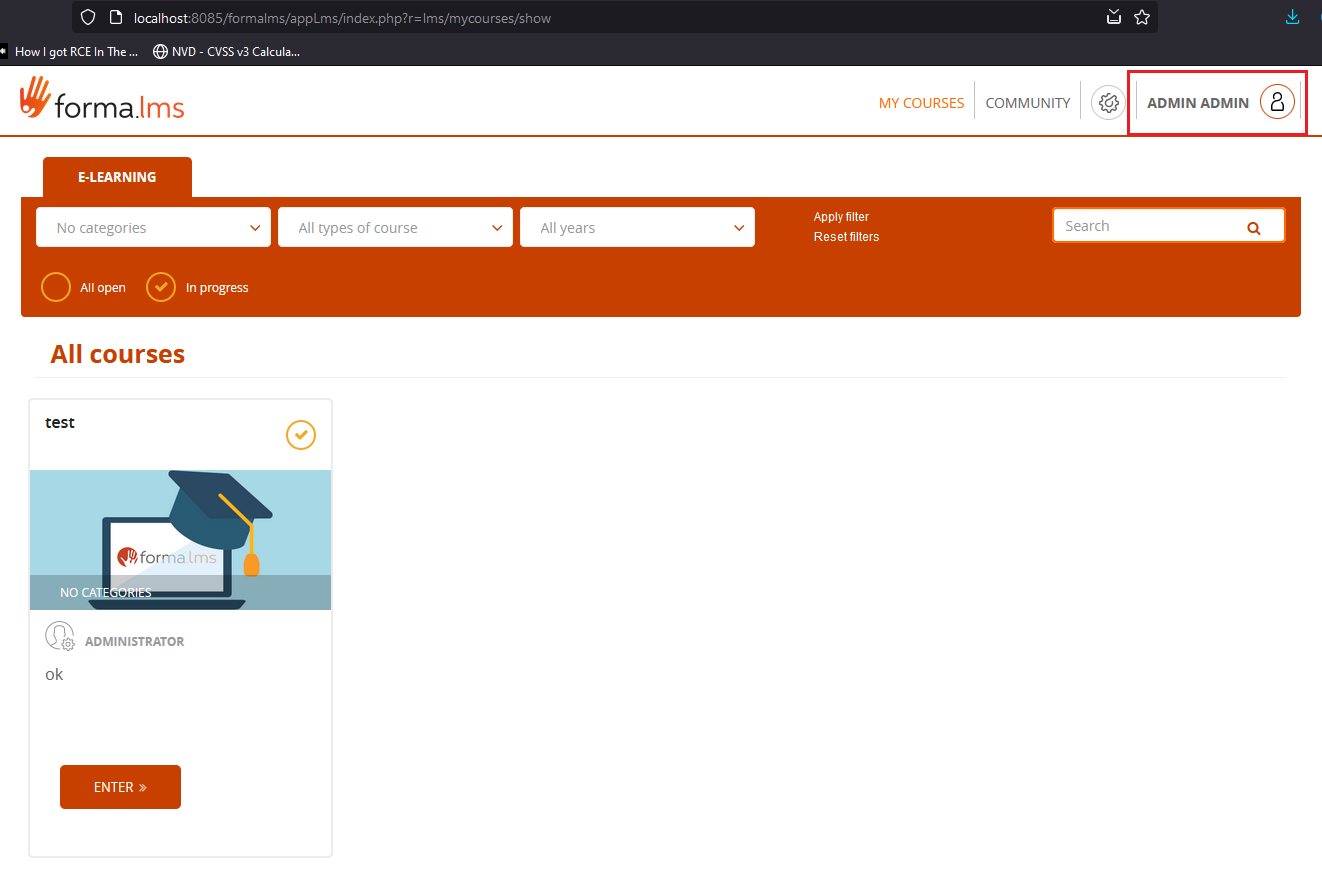 localhost:8085/formalms/appLms/index.php?r=lms/mycourses/show
How I got RCE In The ... NVD - CVSS v3 Calcula...
forma.lms MY COURSES COMMUNITY ADMIN ADMIN
E-LEARNING
No categories All types of course All years Apply filter Search
Reset filters
All open In progress
All courses
test
forma.lms
NO CATEGORIES
ADMINISTRATOR
ok
ENTER »